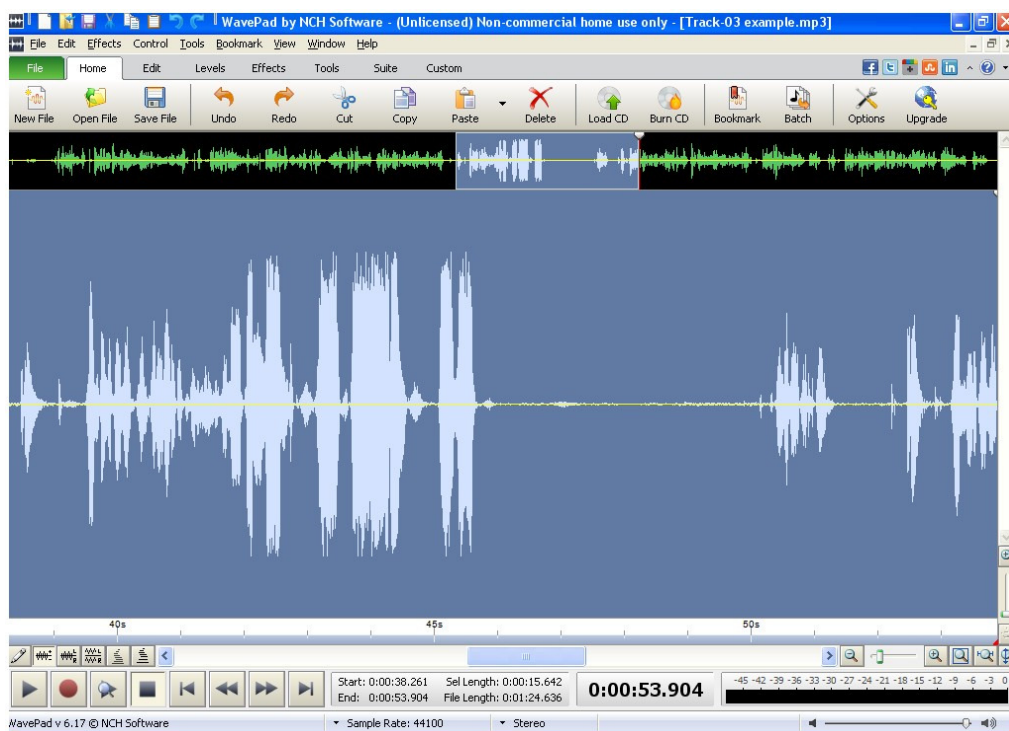 WavePad by NCH Software - (Unlicensed) Non-commercial home use only - [Track-03 example.mp3]
File Edit Effects Control Tools Bookmark View Window Help
File Home Edit Levels Effects Tools Suite Custom
New File Open File Save File Undo Redo Cut Copy Paste Delete Load CD Burn CD Bookmark Batch Options Upgrade
40s 45s 50s
Start: 0:00:38.261 Sel Length: 0:00:15.642
End: 0:00:53.904 File Length: 0:01:24.636
0:00:53.904
-45 -42 -39 -36 -33 -30 -27 -24 -21 -18 -15 -12 -9 -6 -3 0
WavePad v 6.17 © NCH Software Sample Rate: 44100 Stereo